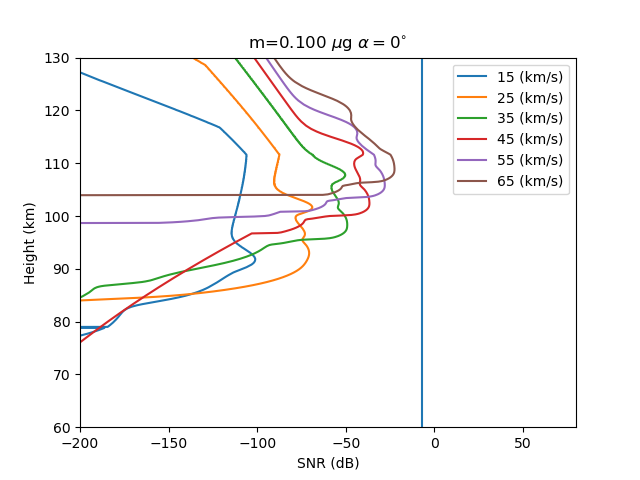 m=0.100 μg α = 0°
130
120
110
100
90
80
70
60
Height (km)
−200
−150
−100
−50
0
50
SNR (dB)
15 (km/s)
25 (km/s)
35 (km/s)
45 (km/s)
55 (km/s)
65 (km/s)